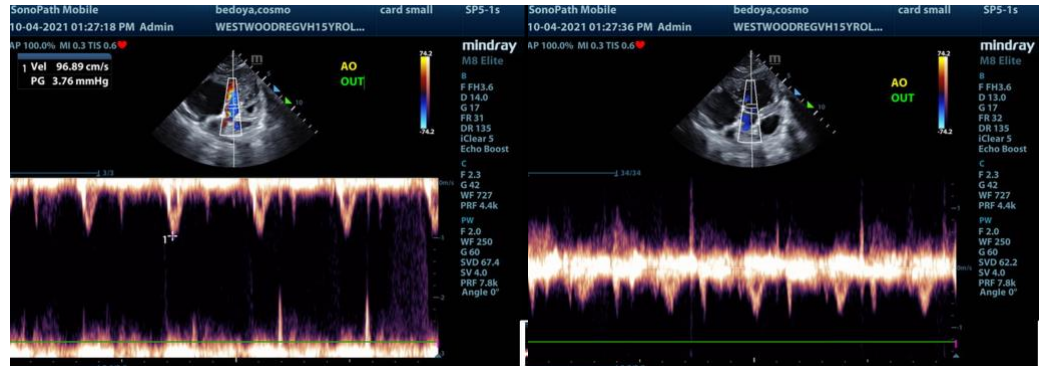 SonoPath Mobile bedoya,cosmo card small SP5-1s
10-04-2021 01:27:18 PM Admin WESTWOODREGVH15YROL...
AP 100.0% MI 0.3 TIS 0.6
1 Vel 96.89 cm/s
PG 3.76 mmHg
AO
OUT
m
10
74.2
-74.2
mindray
M8 Elite
B
F FH3.6
D 14.0
G 17
FR 31
DR 135
iClear 5
Echo Boost
C
F 2.3
G 42
WF 727
PRF 4.4k
PW
F 2.0
WF 250
G 60
SVD 67.4
SV 4.0
PRF 7.8k
Angle 0°
3/3
0m/s
1
-2
SonoPath Mobile bedoya,cosmo card small SP5-1s
10-04-2021 01:27:36 PM Admin WESTWOODREGVH15YROL...
AP 100.0% MI 0.3 TIS 0.6
AO
OUT
m
10
74.2
-74.2
mindray
M8 Elite
B
F FH3.6
D 13.0
G 17
FR 32
DR 135
iClear 5
Echo Boost
C
F 2.3
G 42
WF 727
PRF 4.4k
PW
F 2.0
WF 250
G 60
SVD 62.2
SV 4.0
PRF 7.8k
Angle 0°
34/34
0m/s